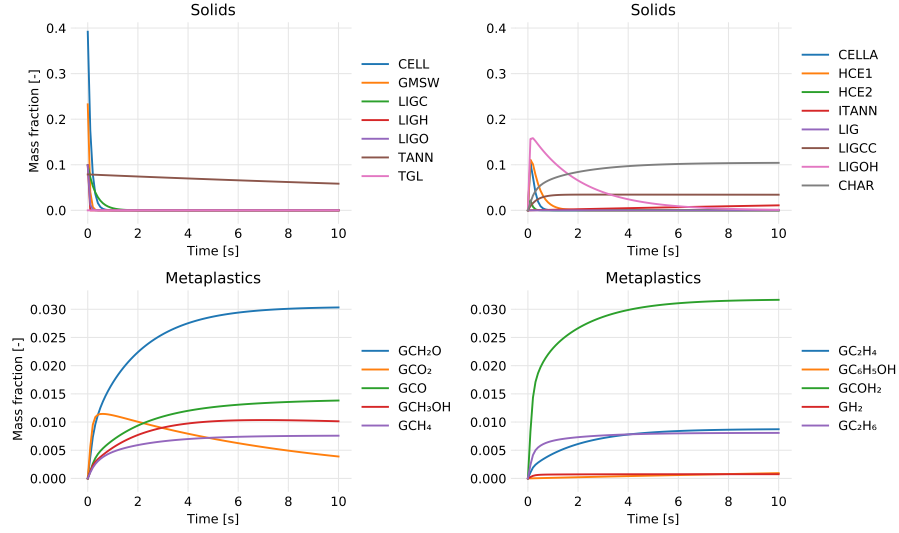 Solids
Mass fraction [-]
0.4
0.3
0.2
0.1
0.0
0 2 4 6 8 10
Time [s]
CELL
GMSW
LIGC
LIGH
LIGO
TANN
TGL
Solids
0.4
0.3
0.2
0.1
0.0
0 2 4 6 8 10
Time [s]
CELLA
HCE1
HCE2
ITANN
LIG
LIGCC
LIGOH
CHAR
Metaplastics
Mass fraction [-]
0.030
0.025
0.020
0.015
0.010
0.005
0.000
0 2 4 6 8 10
Time [s]
GCH₂O
GCO₂
GCO
GCH₃OH
GCH₄
Metaplastics
0.030
0.025
0.020
0.015
0.010
0.005
0.000
0 2 4 6 8 10
Time [s]
GC₂H₄
GC₆H₅OH
GCOH₂
GH₂
GC₂H₆